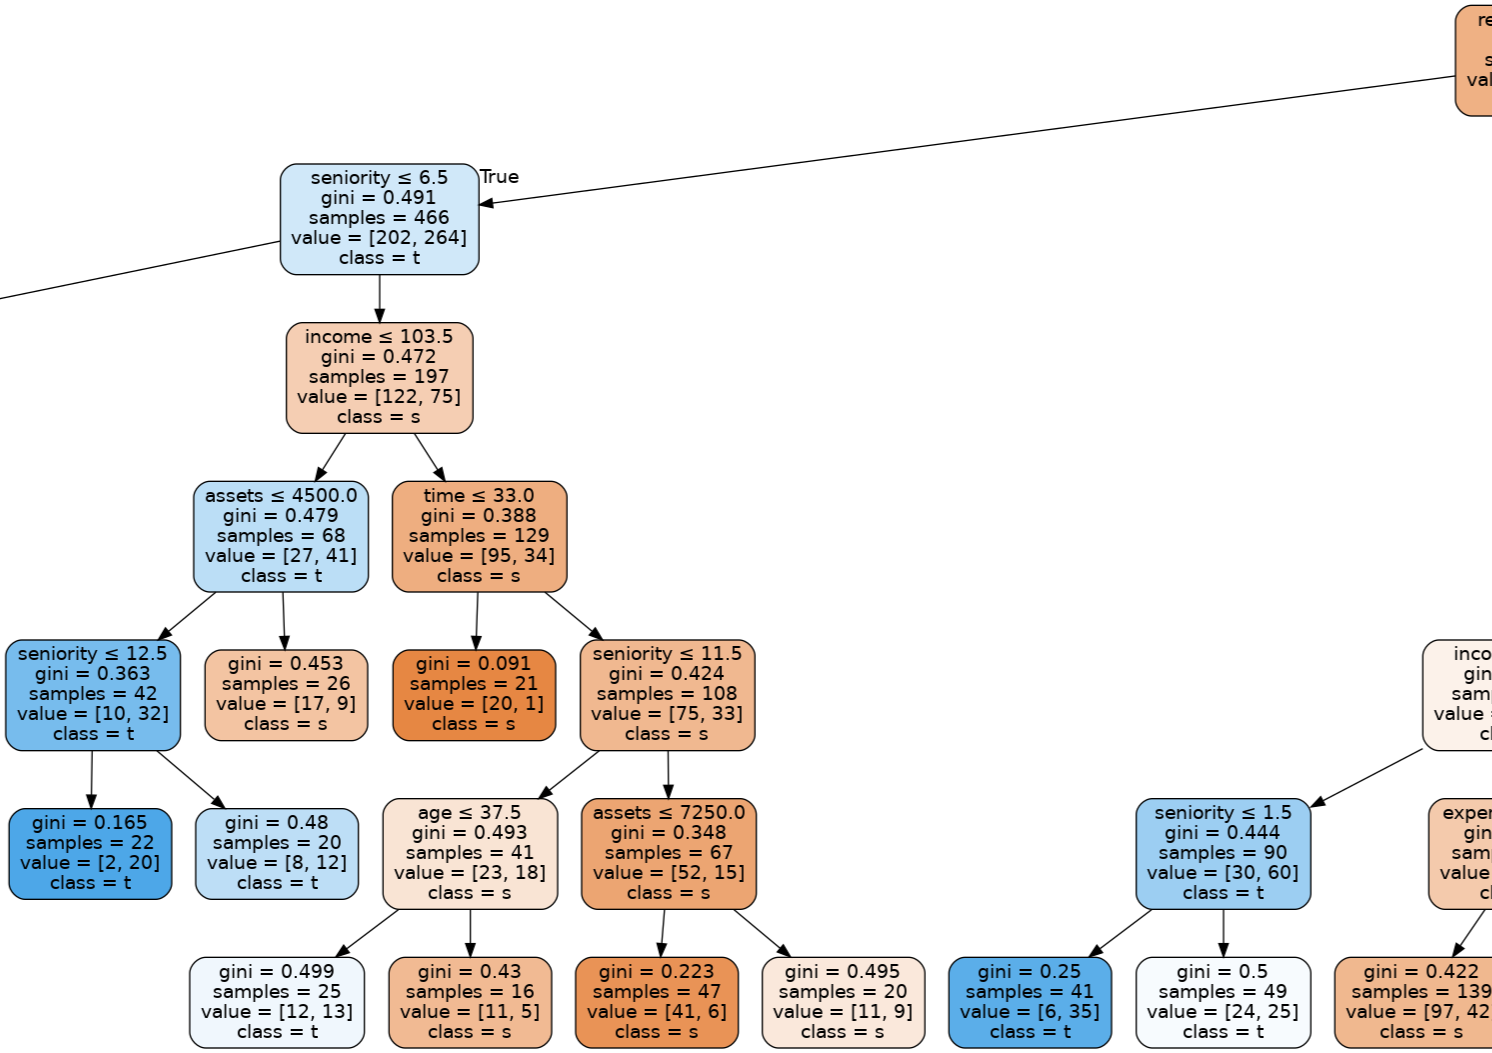 re
s
val
True
seniority ≤ 6.5
gini = 0.491
samples = 466
value = [202, 264]
class = t
income ≤ 103.5
gini = 0.472
samples = 197
value = [122, 75]
class = s
assets ≤ 4500.0
gini = 0.479
samples = 68
value = [27, 41]
class = t
time ≤ 33.0
gini = 0.388
samples = 129
value = [95, 34]
class = s
seniority ≤ 12.5
gini = 0.363
samples = 42
value = [10, 32]
class = t
gini = 0.453
samples = 26
value = [17, 9]
class = s
gini = 0.091
samples = 21
value = [20, 1]
class = s
seniority ≤ 11.5
gini = 0.424
samples = 108
value = [75, 33]
class = s
inco
gin
samp
value =
cl
gini = 0.165
samples = 22
value = [2, 20]
class = t
gini = 0.48
samples = 20
value = [8, 12]
class = t
age ≤ 37.5
gini = 0.493
samples = 41
value = [23, 18]
class = s
assets ≤ 7250.0
gini = 0.348
samples = 67
value = [52, 15]
class = s
seniority ≤ 1.5
gini = 0.444
samples = 90
value = [30, 60]
class = t
exper
gin
sam
value
cl
gini = 0.499
samples = 25
value = [12, 13]
class = t
gini = 0.43
samples = 16
value = [11, 5]
class = s
gini = 0.223
samples = 47
value = [41, 6]
class = s
gini = 0.495
samples = 20
value = [11, 9]
class = s
gini = 0.25
samples = 41
value = [6, 35]
class = t
gini = 0.5
samples = 49
value = [24, 25]
class = t
gini = 0.422
samples = 139
value = [97, 42
class = s